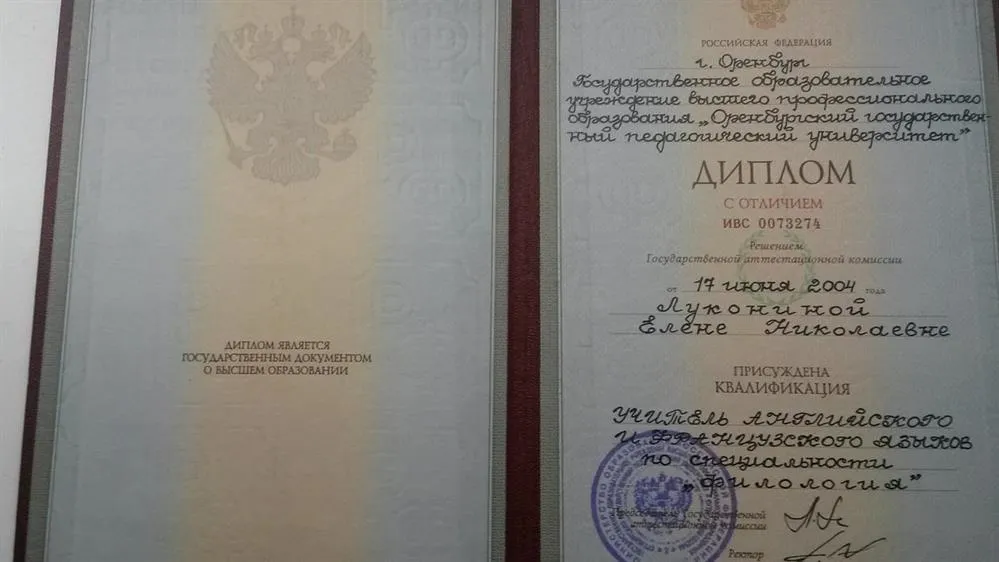 ДИПЛОМ ЯВЛЯЕТСЯ
ГОСУДАРСТВЕННЫМ ДОКУМЕНТОМ
О ВЫСШЕМ ОБРАЗОВАНИИ
РОССИЙСКАЯ ФЕДЕРАЦИЯ
г. Оренбург
Государственное образовательное
учреждение высшего профессионального
образования „Оренбургский государствен-
ный педагогический университет"
ДИПЛОМ
С ОТЛИЧИЕМ
ИВС 0073274
Решением
Государственной аттестационной комиссии
от 17 июня 2004 года
Лукониной
Елене Николаевне
ПРИСУЖДЕНА
КВАЛИФИКАЦИЯ
УЧИТЕЛЬ АНГЛИЙСКОГО
И ФРАНЦУЗСКОГО ЯЗЫКОВ
по специальности
„филология"
Председатель Государственной
аттестационной комиссии
Ректор